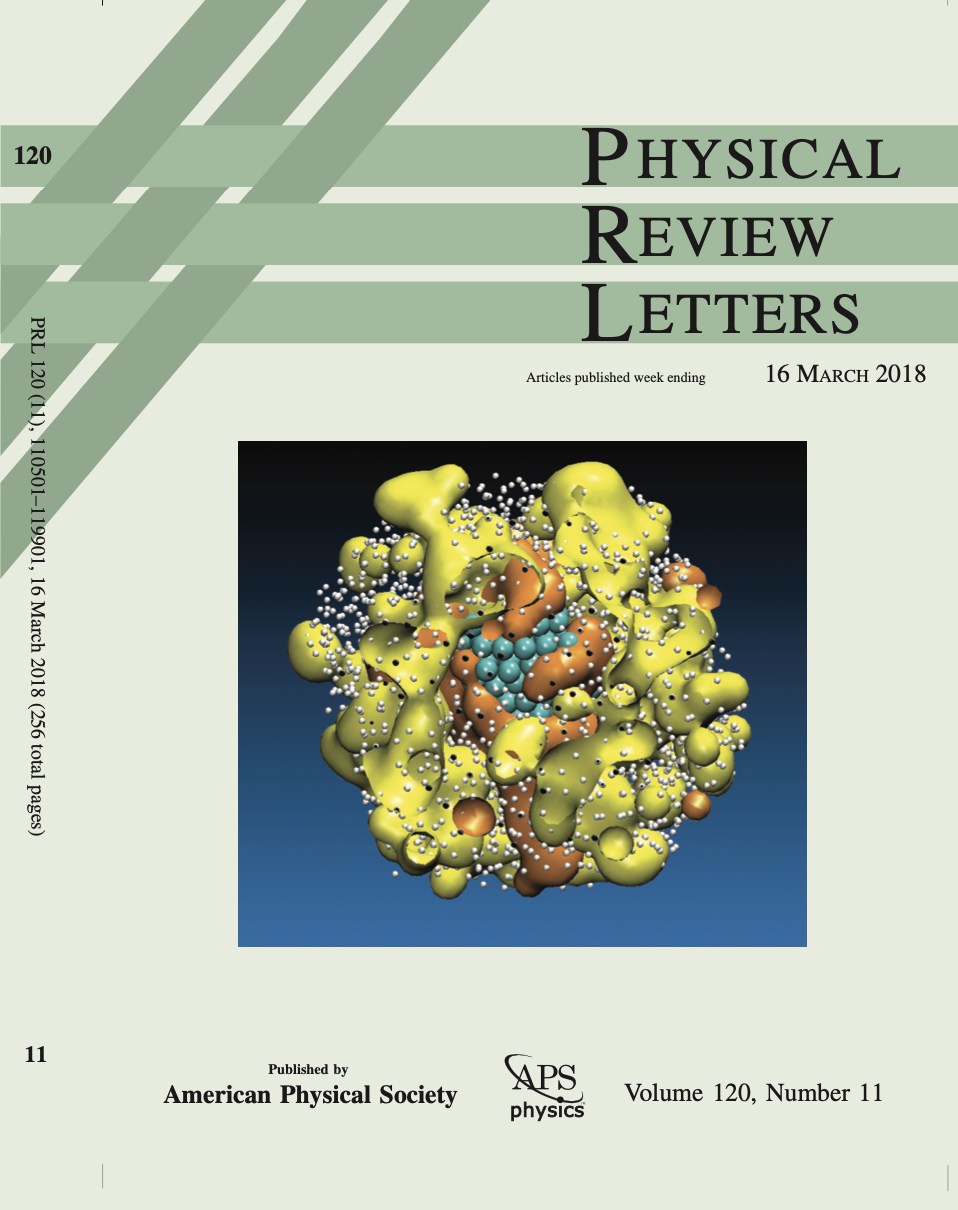 120
PHYSICAL
REVIEW
LETTERS
Articles published week ending 16 MARCH 2018
PRL 120 (11), 110501–119901, 16 March 2018 (256 total pages)
11
Published by
American Physical Society
APS
physics™
Volume 120, Number 11